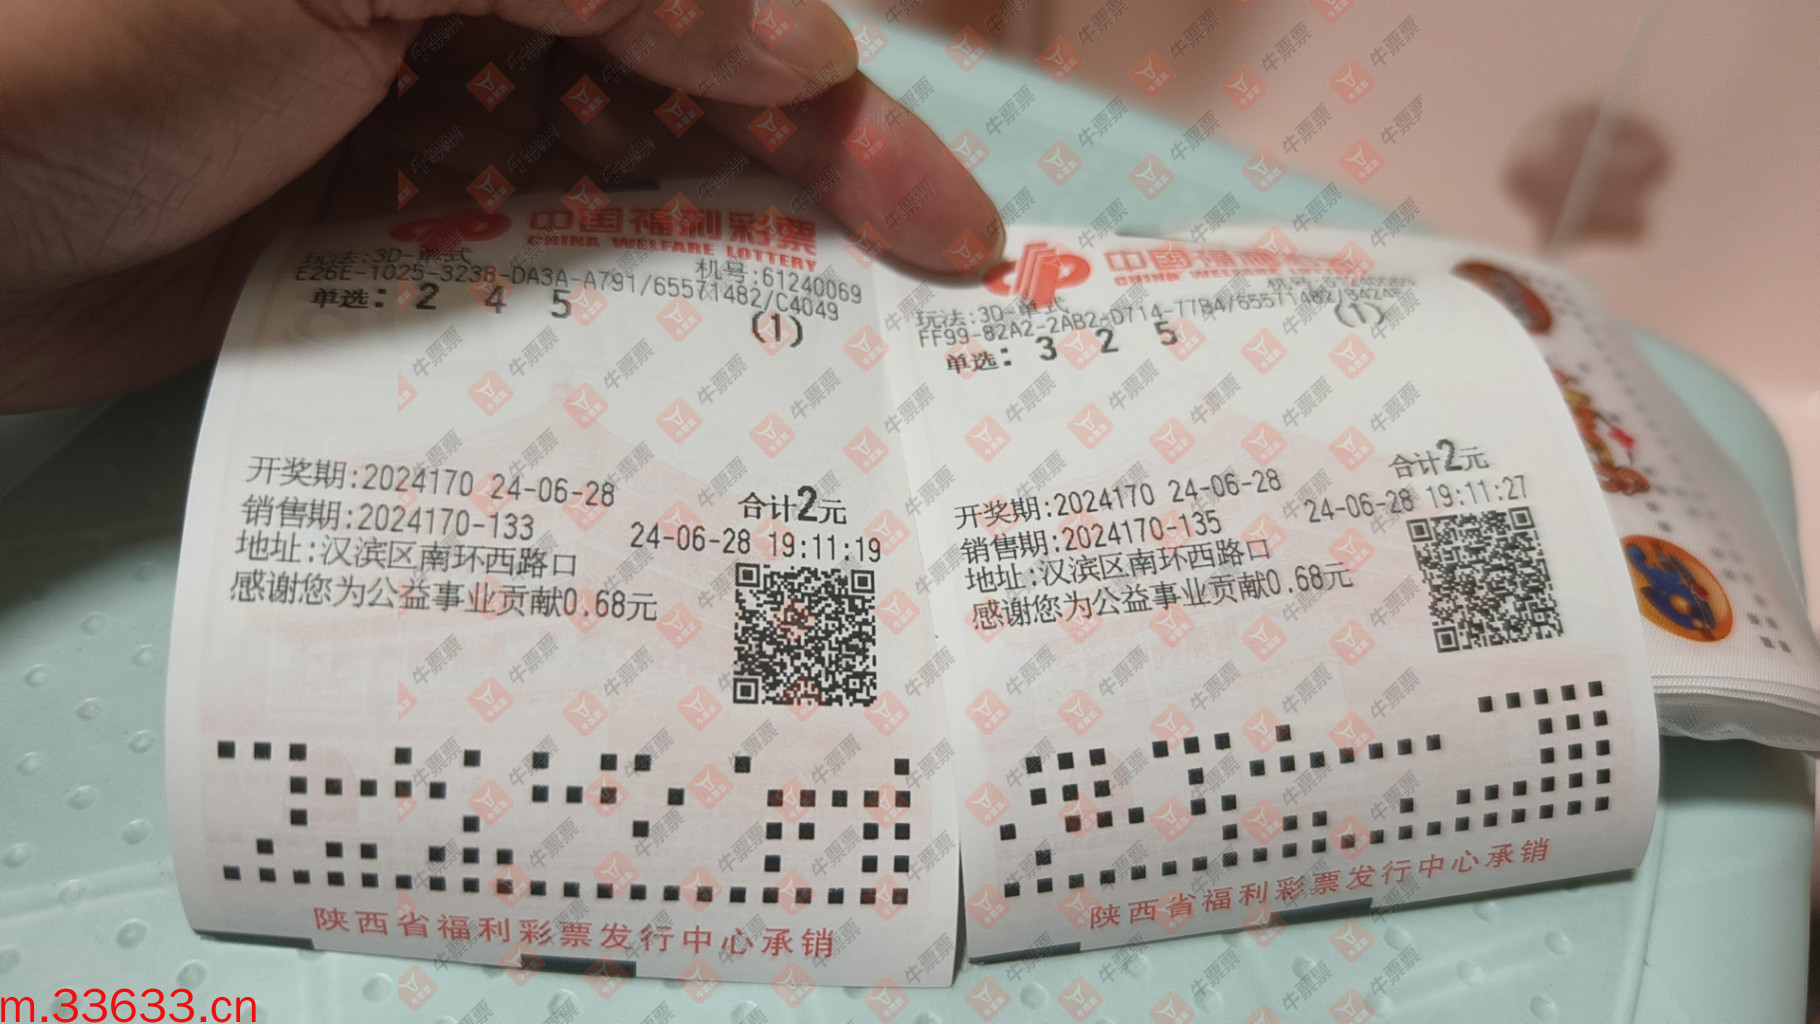 中国福利彩票
CHINA WELFARE LOTTERY
玩法:3D-单式
机号:61240069
E26E-1025-3238-DA3A-A791/65571482/C4049
单选: 2 4 5
(1)
开奖期:2024170 24-06-28
合计2元
销售期:2024170-133
24-06-28 19:11:19
地址:汉滨区南环西路口
感谢您为公益事业贡献0.68元
陕西省福利彩票发行中心承销
中国福利
CHINA WELFARE
玩法:3D-单式
FF99-82A2-2AB2-D714-77B4/65571482/
单选: 3 2 5
(1)
合计2元
开奖期:2024170 24-06-28
24-06-28 19:11:27
销售期:2024170-135
地址:汉滨区南环西路口
感谢您为公益事业贡献0.68元
陕西省福利彩票发行中心承销
牛票票
m.33633.cn